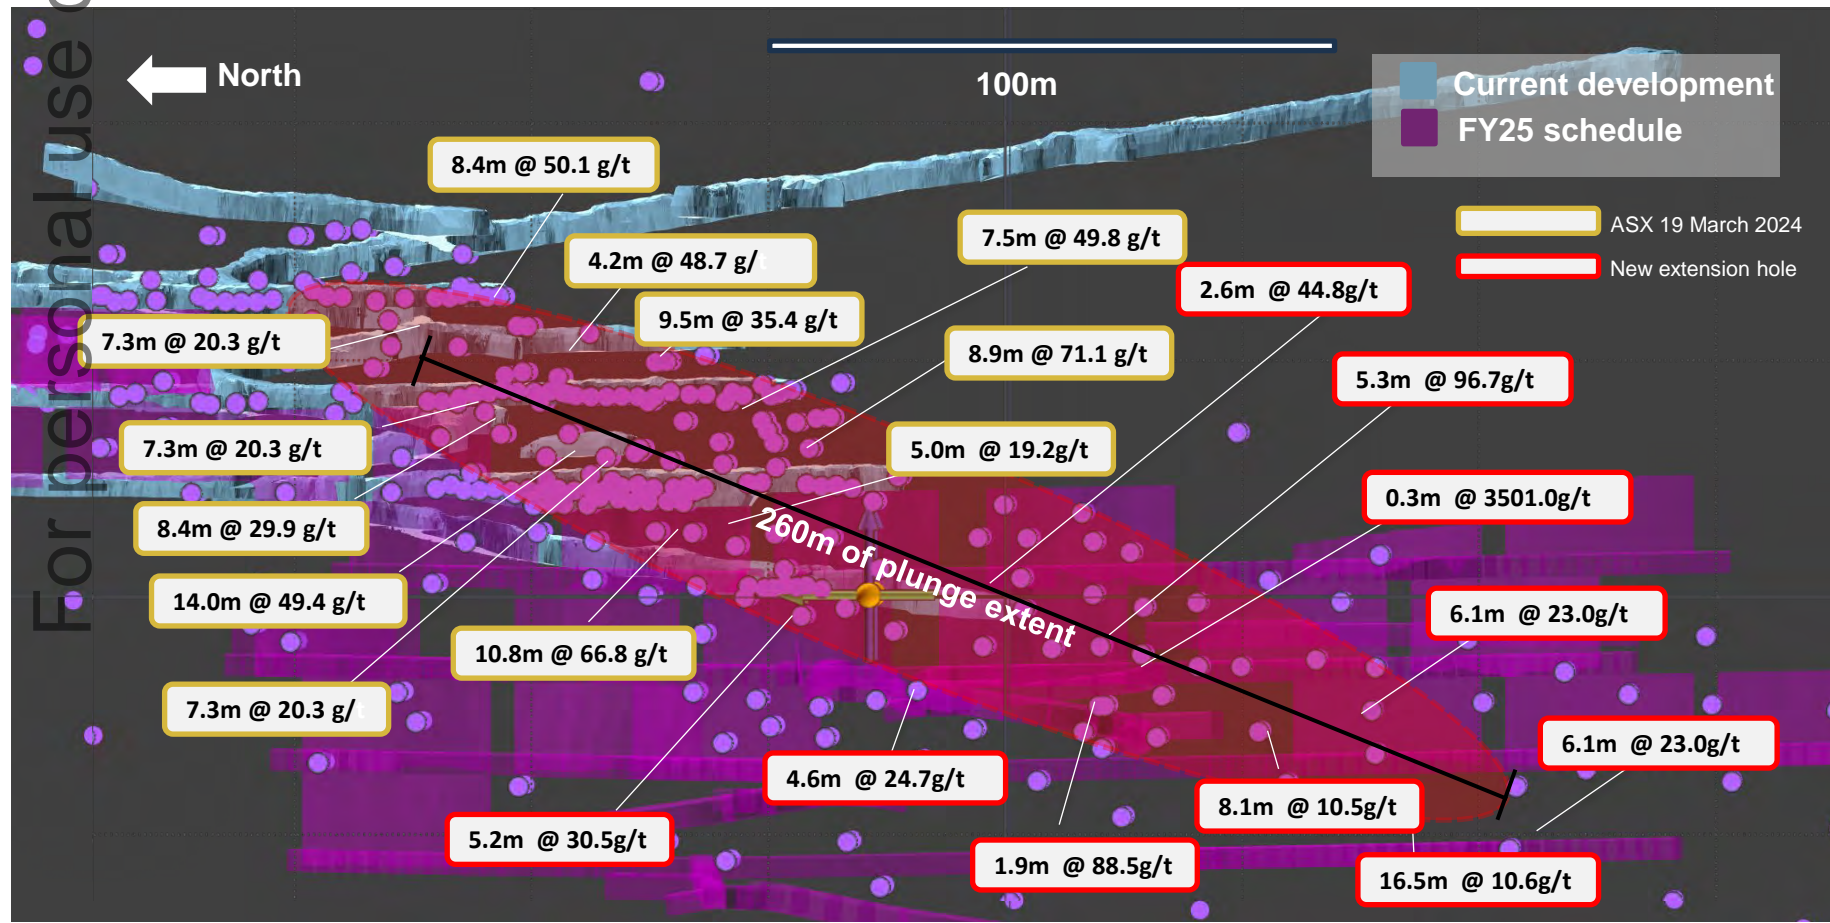 For personal use
North
100m
Current development
FY25 schedule
ASX 19 March 2024
New extension hole
8.4m @ 50.1 g/t
4.2m @ 48.7 g/
7.5m @ 49.8 g/t
2.6m @ 44.8g/t
9.5m @ 35.4 g/t
7.3m @ 20.3 g/t
8.9m @ 71.1 g/t
5.3m @ 96.7g/t
7.3m @ 20.3 g/t
5.0m @ 19.2g/t
0.3m @ 3501.0g/t
8.4m @ 29.9 g/t
260m of plunge extent
14.0m @ 49.4 g/t
6.1m @ 23.0g/t
10.8m @ 66.8 g/t
7.3m @ 20.3 g/
6.1m @ 23.0g/t
4.6m @ 24.7g/t
8.1m @ 10.5g/t
5.2m @ 30.5g/t
1.9m @ 88.5g/t
16.5m @ 10.6g/t